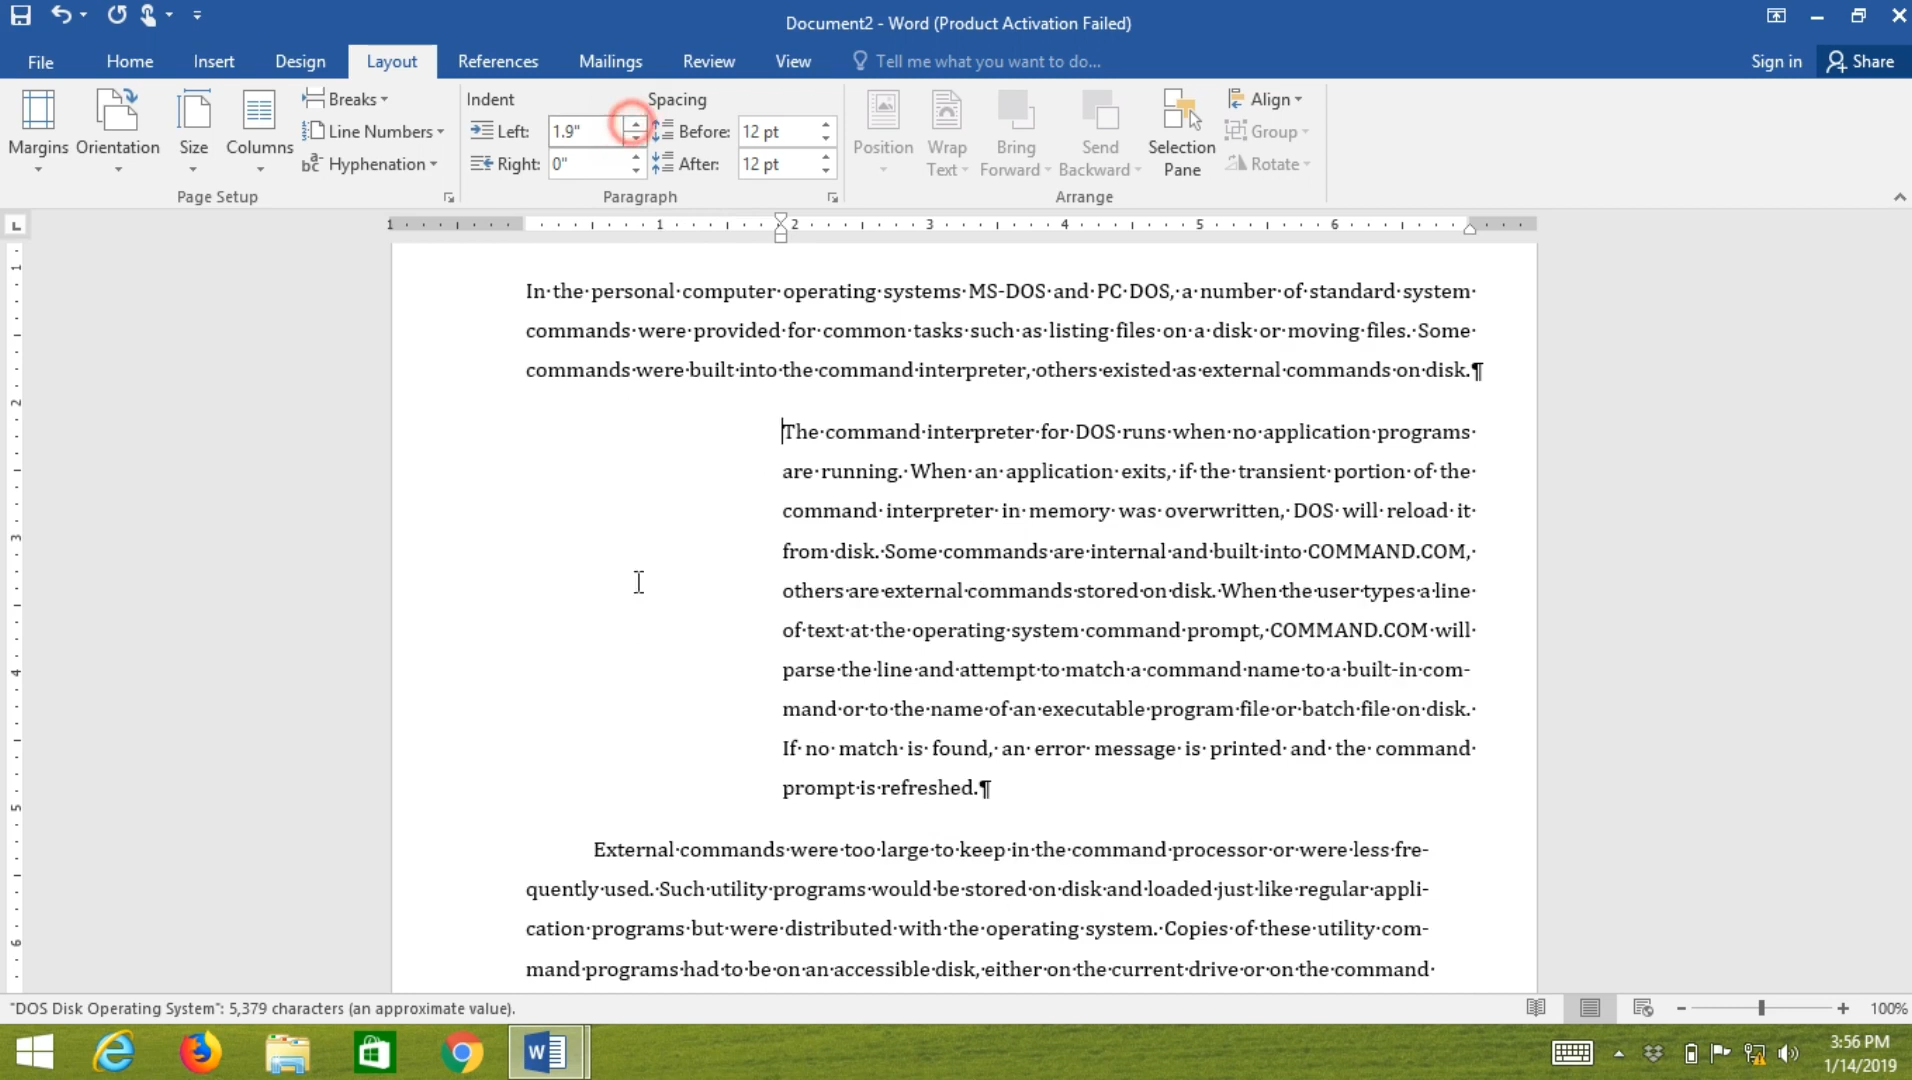 Document2 - Word (Product Activation Failed)
File Home Insert Design Layout References Mailings Review View Tell me what you want to do... Sign in Share
Margins
Orientation
Size
Columns
Breaks
Line Numbers
Hyphenation
Page Setup
Indent
Left: 1.9"
Right: 0"
Spacing
Before: 12 pt
After: 12 pt
Paragraph
Position
Wrap Text
Bring Forward
Send Backward
Selection Pane
Align
Group
Rotate
Arrange
L
1 1 2 3 4 5 6
1
2
3
4
5
6
In the personal computer operating systems MS-DOS and PC DOS, a number of standard system
commands were provided for common tasks such as listing files on a disk or moving files. Some
commands were built into the command interpreter, others existed as external commands on disk.¶
The command interpreter for DOS runs when no application programs
are running. When an application exits, if the transient portion of the
command interpreter in memory was overwritten, DOS will reload it
from disk. Some commands are internal and built into COMMAND.COM,
others are external commands stored on disk. When the user types a line
of text at the operating system command prompt, COMMAND.COM will
parse the line and attempt to match a command name to a built-in com-
mand or to the name of an executable program file or batch file on disk.
If no match is found, an error message is printed and the command
prompt is refreshed.¶
External commands were too large to keep in the command processor or were less fre-
quently used. Such utility programs would be stored on disk and loaded just like regular appli-
cation programs but were distributed with the operating system. Copies of these utility com-
mand programs had to be on an accessible disk, either on the current drive or on the command
"DOS Disk Operating System": 5,379 characters (an approximate value).
100%
3:56 PM
1/14/2019